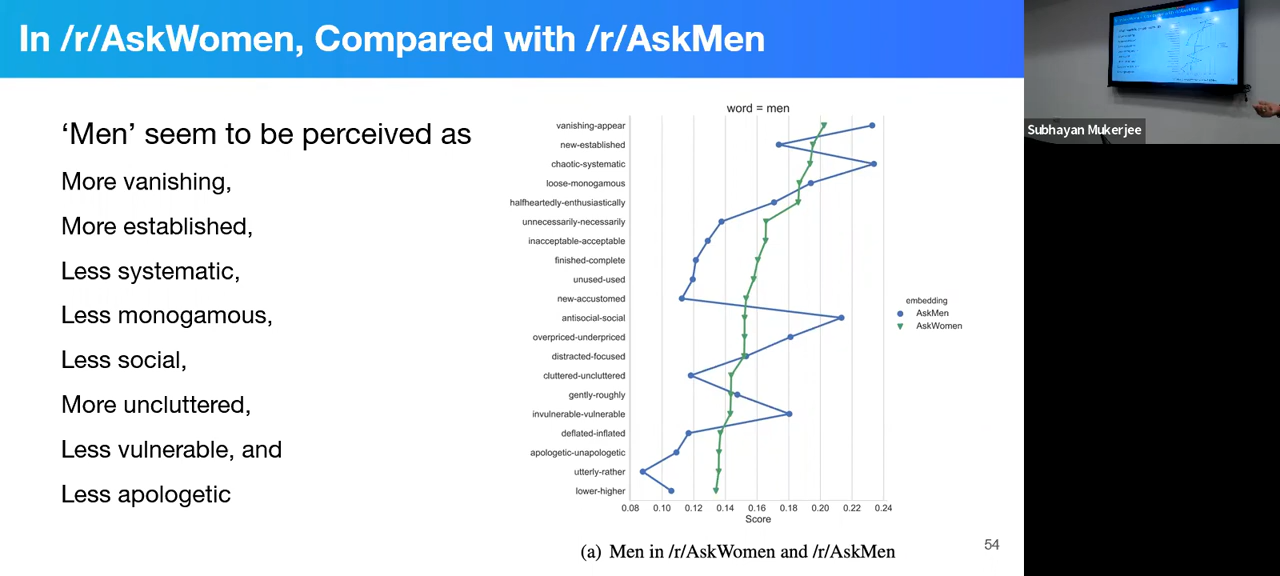 In /r/AskWomen, Compared with /r/AskMen
Subhayan Mukerjee
‘Men’ seem to be perceived as
More vanishing,
More established,
Less systematic,
Less monogamous,
Less social,
More uncluttered,
Less vulnerable, and
Less apologetic
word = men
vanishing-appear
new-established
chaotic-systematic
loose-monogamous
halfheartedly-enthusiastically
unnecessarily-necessarily
inacceptable-acceptable
finished-complete
unused-used
new-accustomed
antisocial-social
overpriced-underpriced
distracted-focused
cluttered-uncluttered
gently-roughly
invulnerable-vulnerable
deflated-inflated
apologetic-unapologetic
utterly-rather
lower-higher
0.08 0.10 0.12 0.14 0.16 0.18 0.20 0.22 0.24
Score
embedding
AskMen
AskWomen
(a) Men in /r/AskWomen and /r/AskMen
54